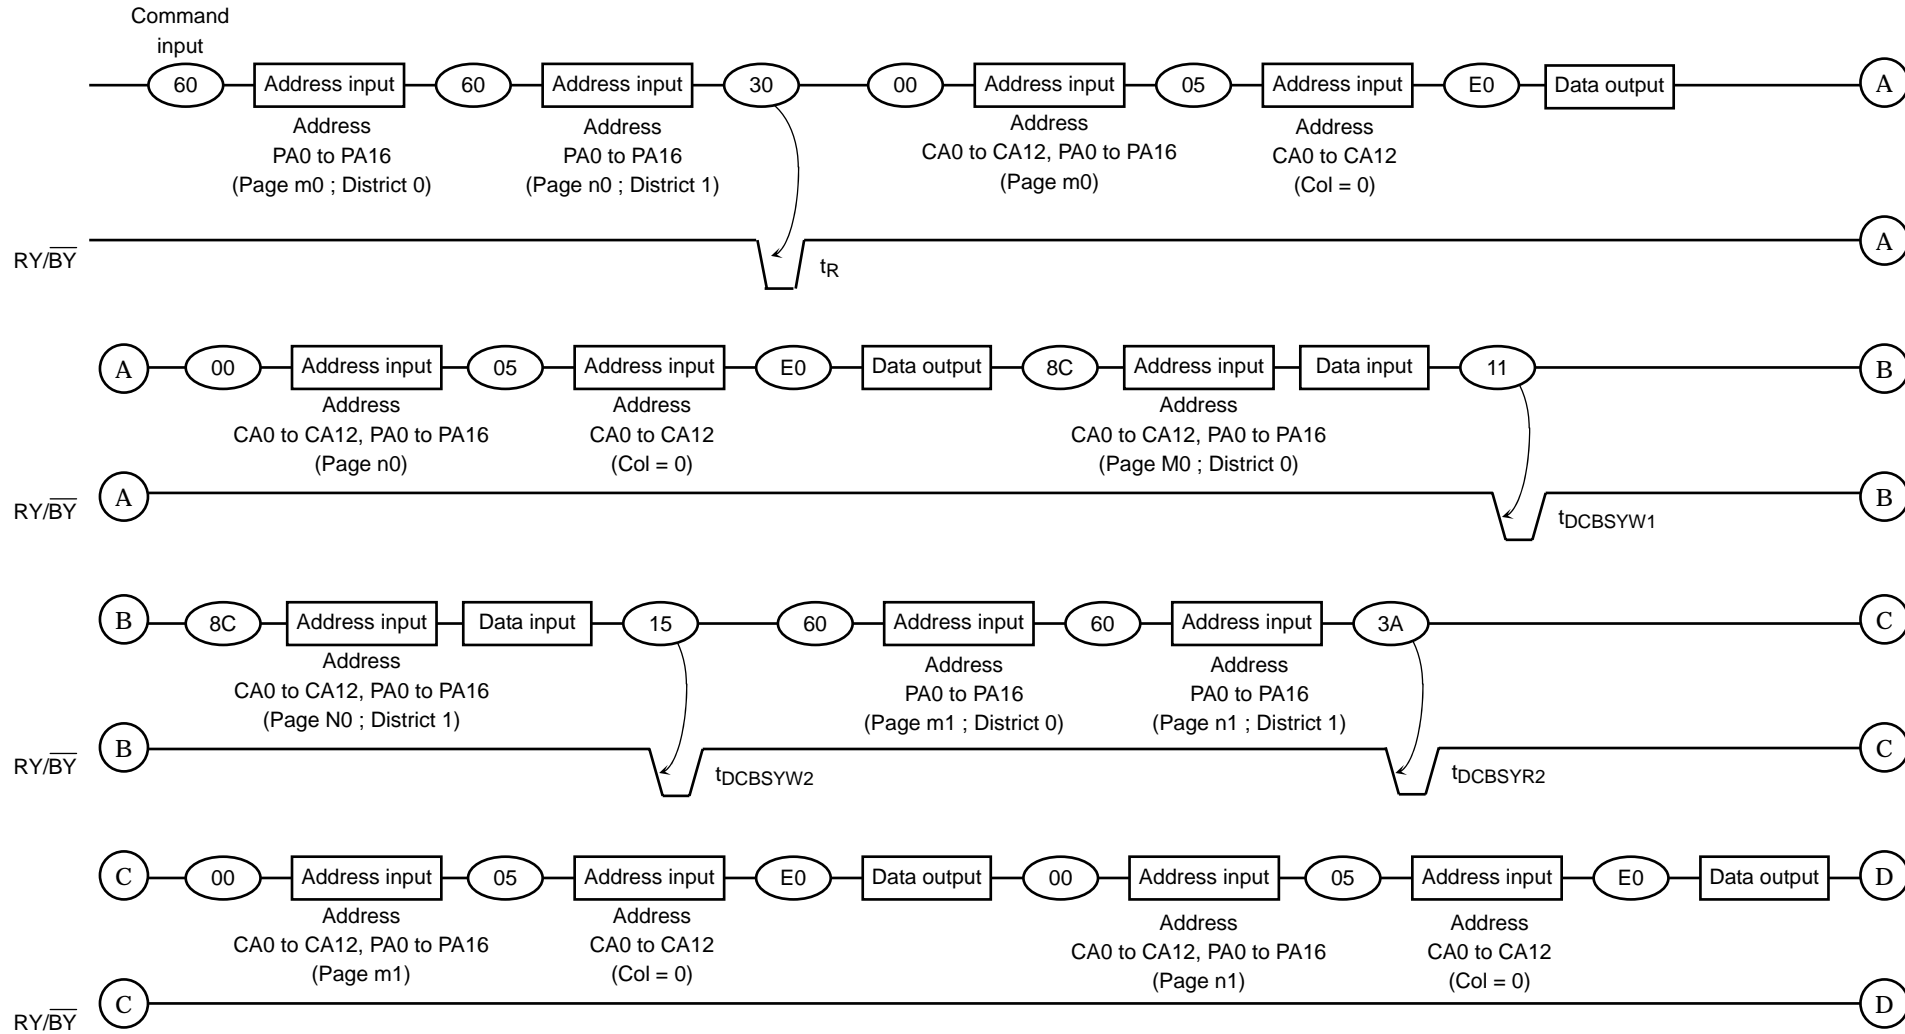 Command
input
60 Address input 60 Address input 30 00 Address input 05 Address input E0 Data output A
Address
PA0 to PA16
(Page m0 ; District 0)
Address
PA0 to PA16
(Page n0 ; District 1)
Address
CA0 to CA12, PA0 to PA16
(Page m0)
Address
CA0 to CA12
(Col = 0)
RY/BY tR A
A 00 Address input 05 Address input E0 Data output 8C Address input Data input 11 B
Address
CA0 to CA12, PA0 to PA16
(Page n0)
Address
CA0 to CA12
(Col = 0)
Address
CA0 to CA12, PA0 to PA16
(Page M0 ; District 0)
RY/BY A tDCBSYW1 B
B 8C Address input Data input 15 60 Address input 60 Address input 3A C
Address
CA0 to CA12, PA0 to PA16
(Page N0 ; District 1)
Address
PA0 to PA16
(Page m1 ; District 0)
Address
PA0 to PA16
(Page n1 ; District 1)
RY/BY B tDCBSYW2 tDCBSYR2 C
C 00 Address input 05 Address input E0 Data output 00 Address input 05 Address input E0 Data output D
Address
CA0 to CA12, PA0 to PA16
(Page m1)
Address
CA0 to CA12
(Col = 0)
Address
CA0 to CA12, PA0 to PA16
(Page n1)
Address
CA0 to CA12
(Col = 0)
RY/BY C D